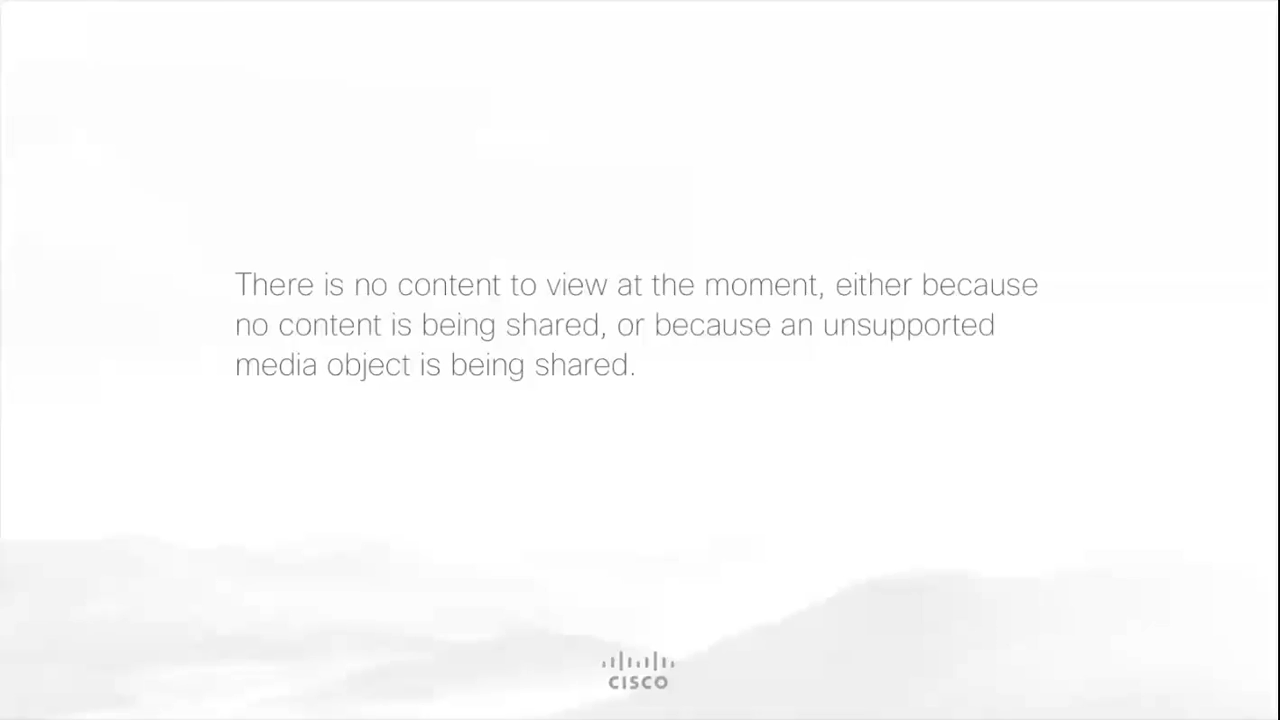 There is no content to view at the moment, either because
no content is being shared, or because an unsupported
media object is being shared.
CISCO